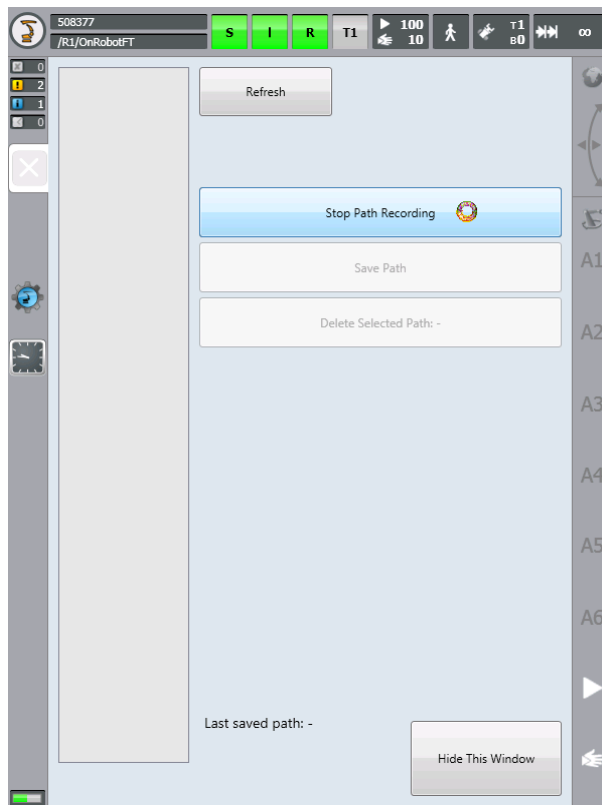 508377
/R1/OnRobotFT
S I R T1 100 10 T1 B0 ∞
0
2
1
0
Refresh
Stop Path Recording
Save Path
Delete Selected Path: -
A1
A2
A3
A4
A5
A6
Last saved path: -
Hide This Window